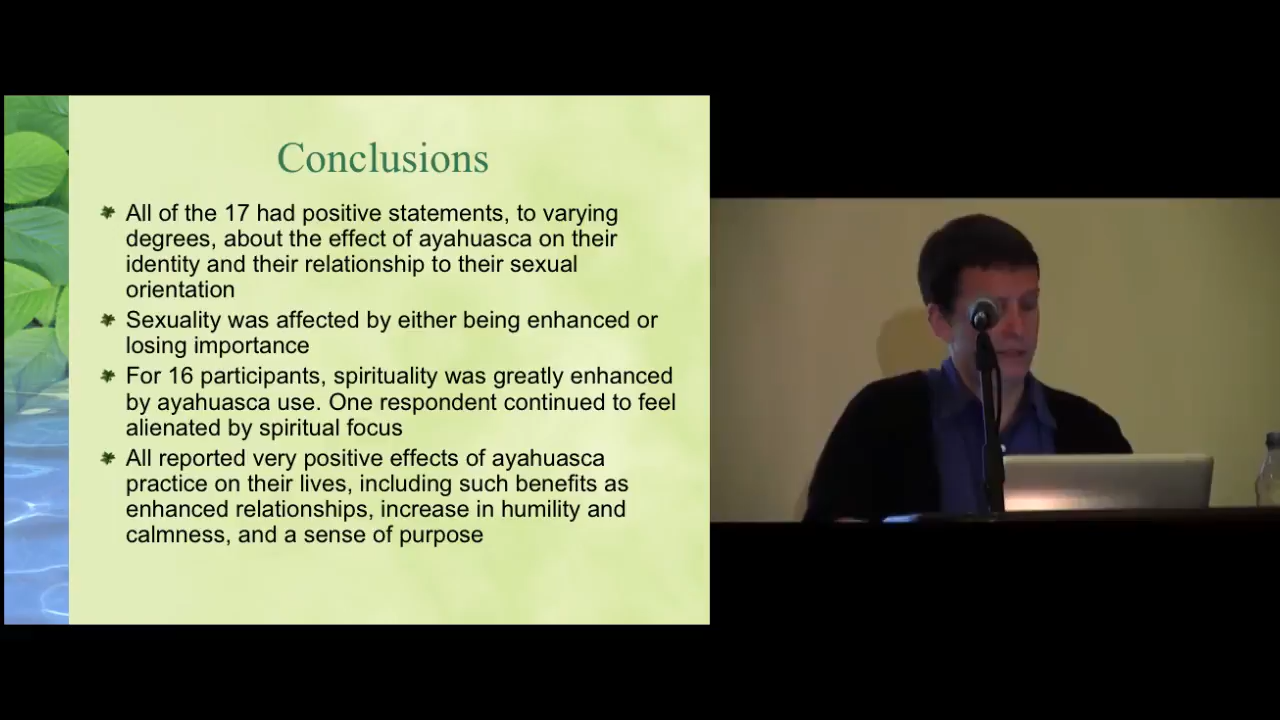 Conclusions
All of the 17 had positive statements, to varying
degrees, about the effect of ayahuasca on their
identity and their relationship to their sexual
orientation
Sexuality was affected by either being enhanced or
losing importance
For 16 participants, spirituality was greatly enhanced
by ayahuasca use. One respondent continued to feel
alienated by spiritual focus
All reported very positive effects of ayahuasca
practice on their lives, including such benefits as
enhanced relationships, increase in humility and
calmness, and a sense of purpose